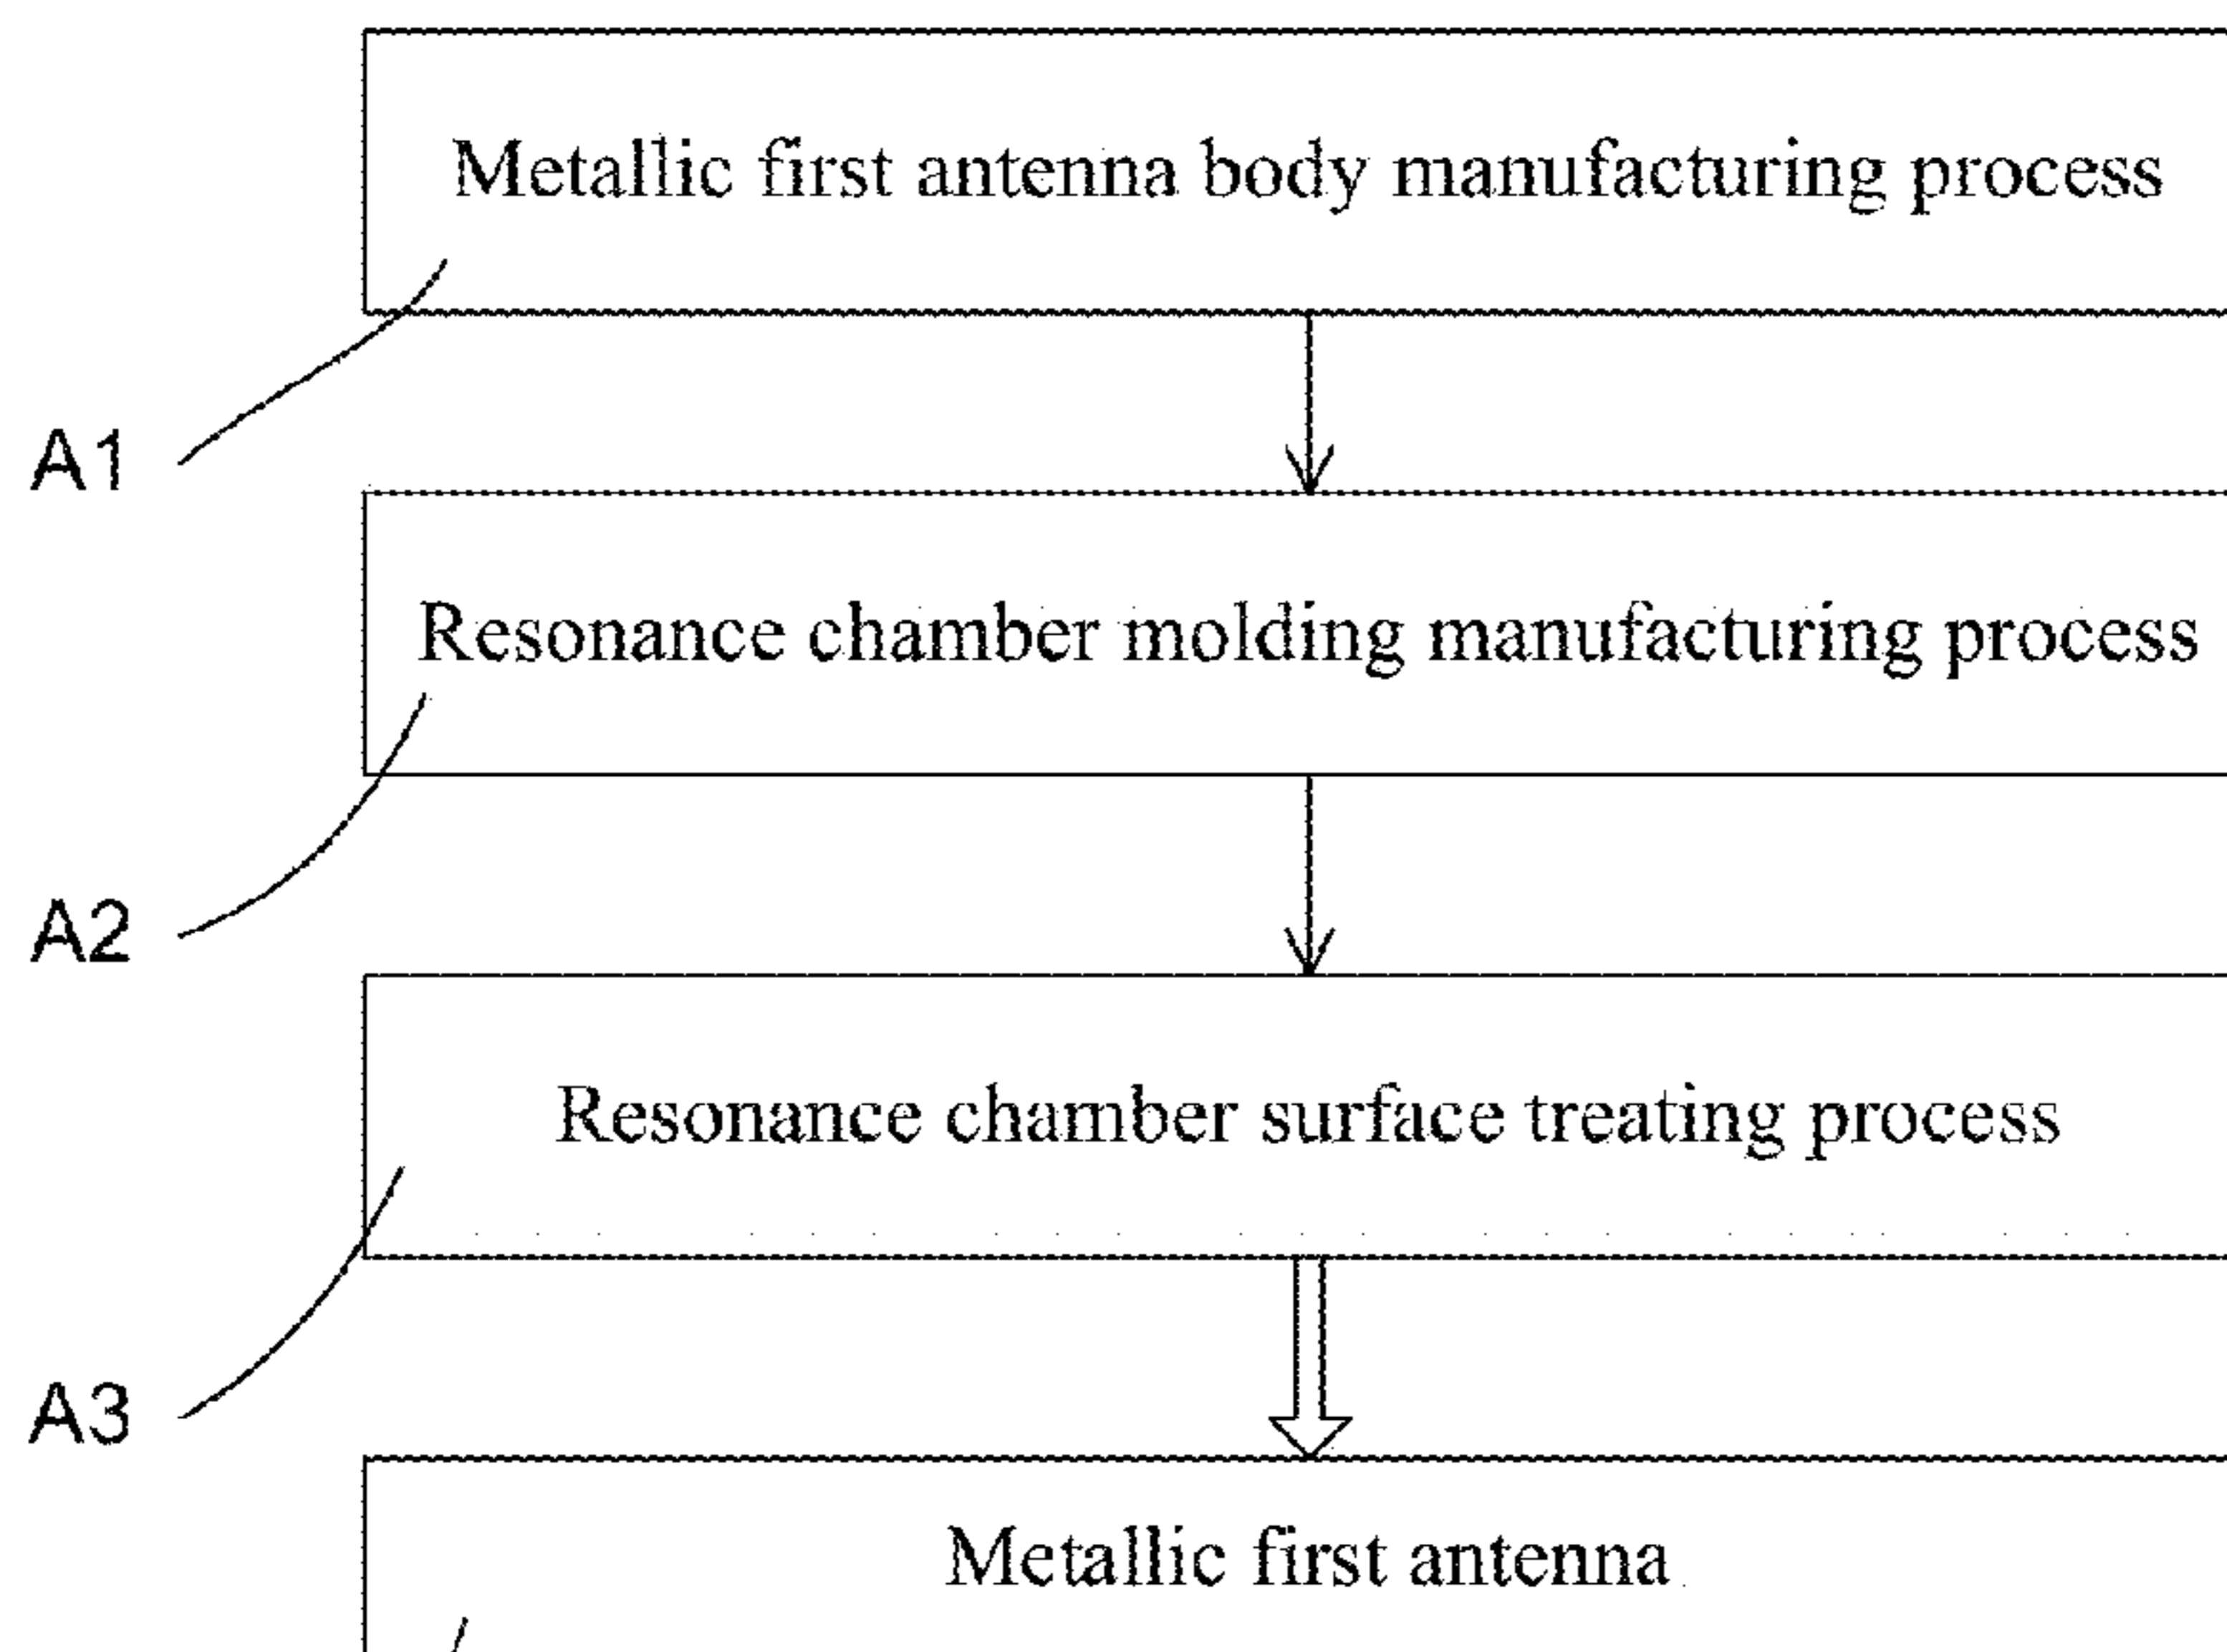 Metallic first antenna body manufacturing process
A1
Resonance chamber molding manufacturing process
A2
Resonance chamber surface treating process
A3
Metallic first antenna